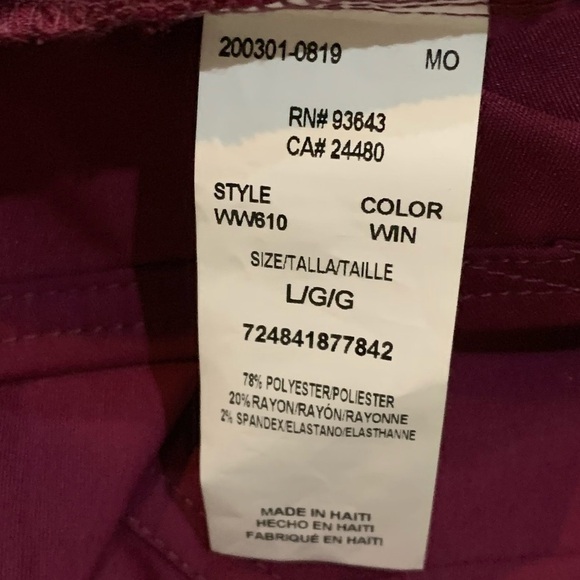 200301-0819 MO
RN# 93643
CA# 24480
STYLE COLOR
WW610 WIN
SIZE/TALLA/TAILLE
L/G/G
724841877842
78% POLYESTER/POLIESTER
20% RAYON/RAYÓN/RAYONNE
2% SPANDEX/ELASTANO/ELASTHANNE
MADE IN HAITI
HECHO EN HAITI
FABRIQUÉ EN HAITI